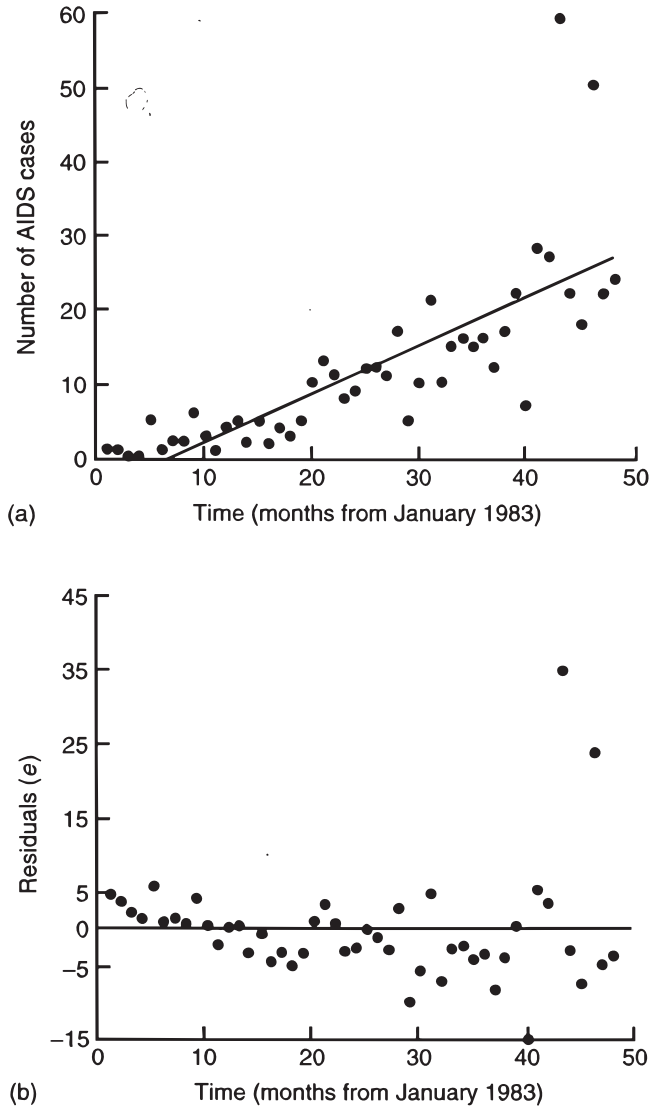 60
50
40
30
20
10
0
Number of AIDS cases
0 10 20 30 40 50
(a) Time (months from January 1983)
45
35
25
15
5
0
−5
−15
Residuals (e)
0 10 20 30 40 50
(b) Time (months from January 1983)